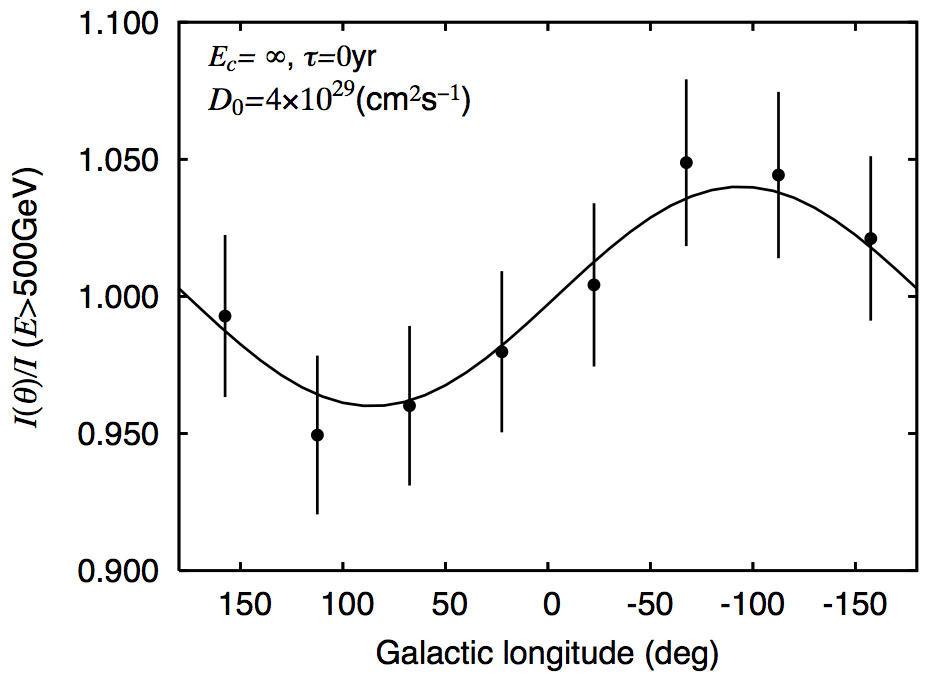 E_c= ∞, τ=0yr
D_0=4×10^29(cm^2s^−1)
1.100
1.050
1.000
0.950
0.900
I(θ)/I (E>500GeV)
150 100 50 0 -50 -100 -150
Galactic longitude (deg)